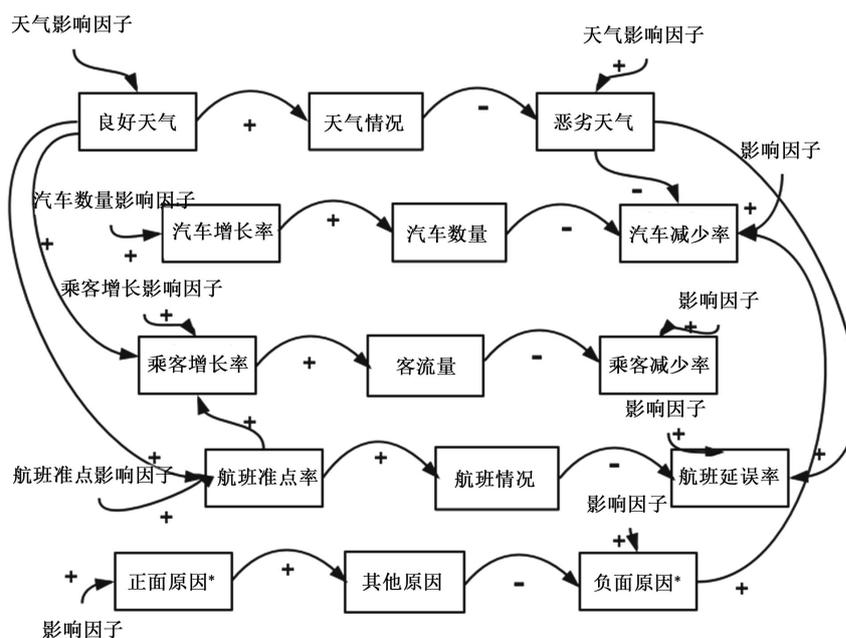 天气影响因子
天气影响因子
+
良好天气
+
天气情况
-
恶劣天气
影响因子
-
+
汽车数量影响因子
汽车增长率
+
汽车数量
-
汽车减少率
+
+
乘客增长影响因子
+
影响因子
+
乘客增长率
+
客流量
-
乘客减少率
影响因子
+
+
航班准点影响因子
+
航班准点率
+
航班情况
-
航班延误率
+
+
影响因子
+
+
正面原因*
+
其他原因
-
负面原因*
+
影响因子